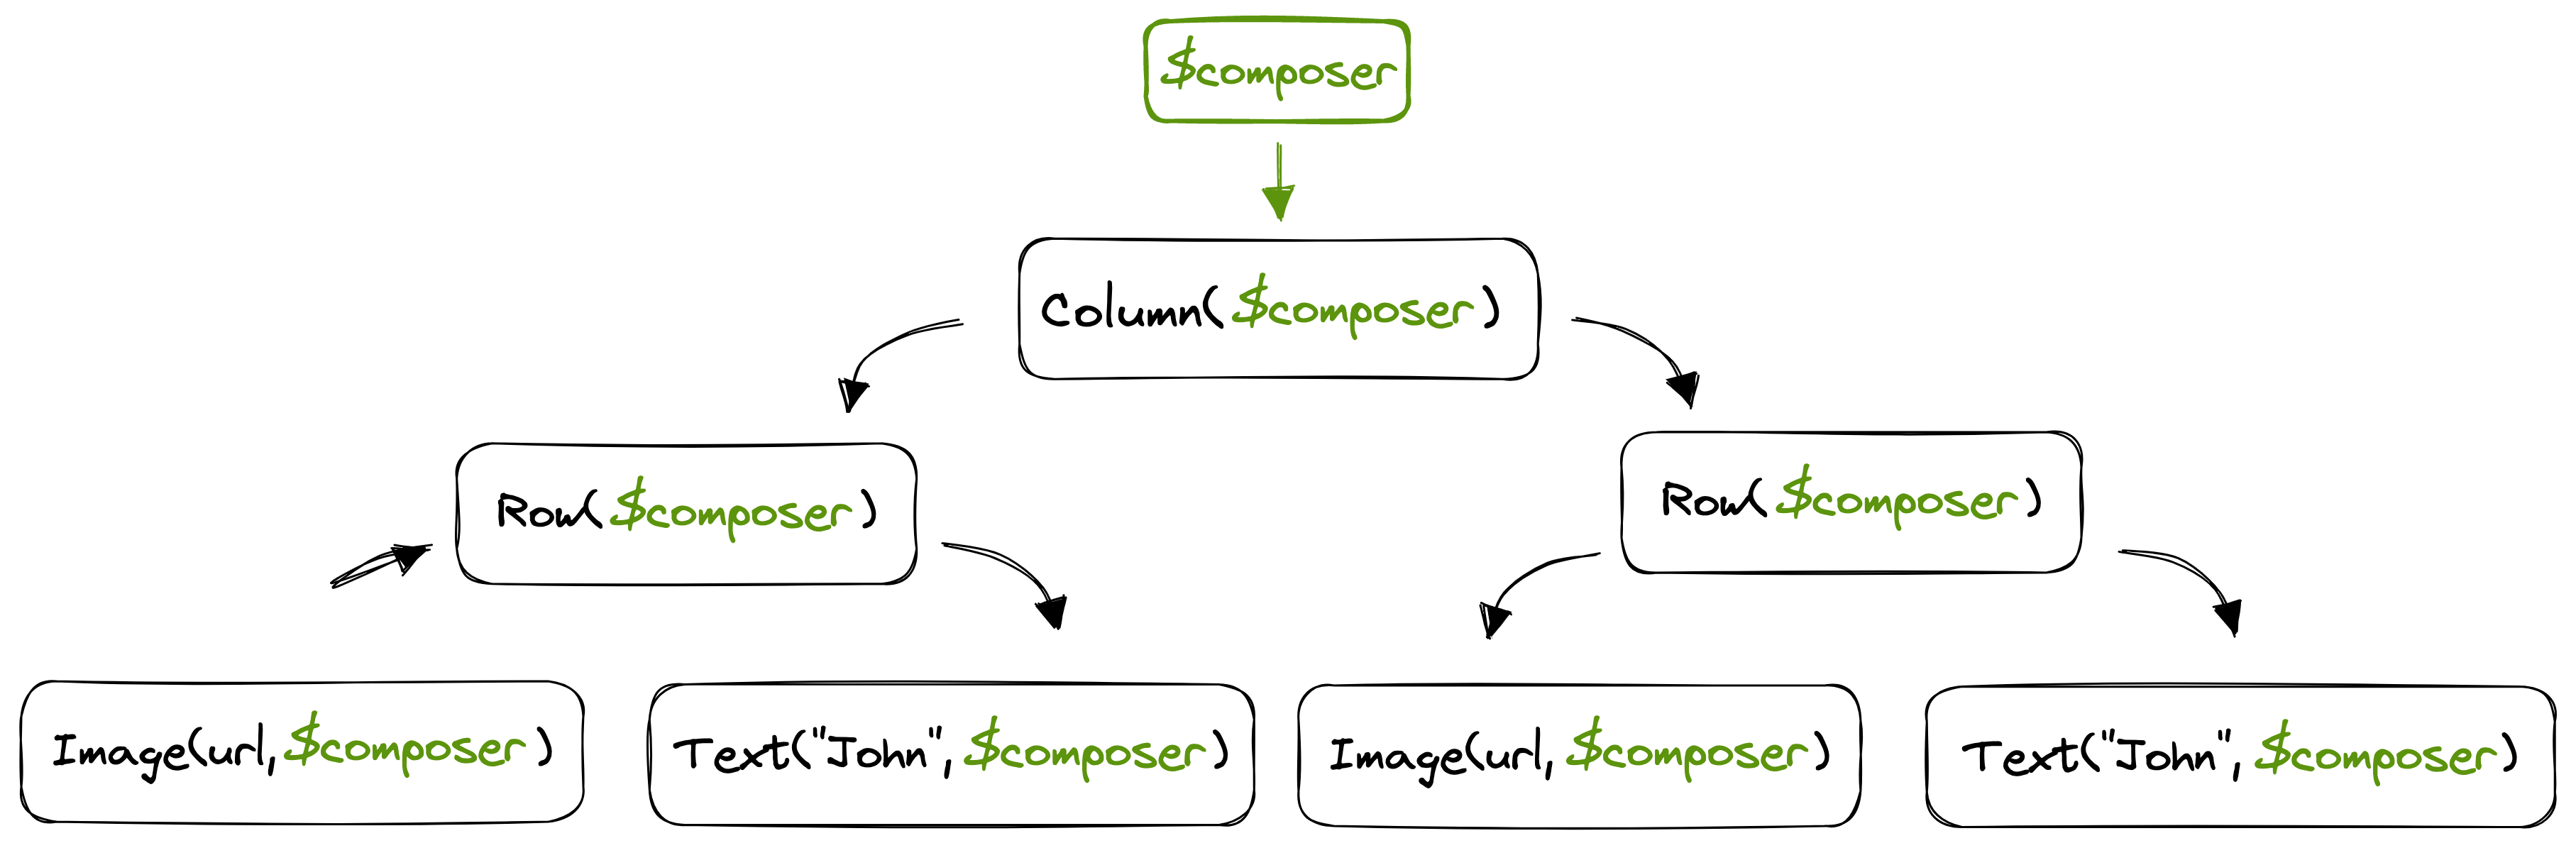 $composer
Column($composer)
Row($composer)
Row($composer)
Image(url,$composer)
Text("John",$composer)
Image(url,$composer)
Text("John",$composer)